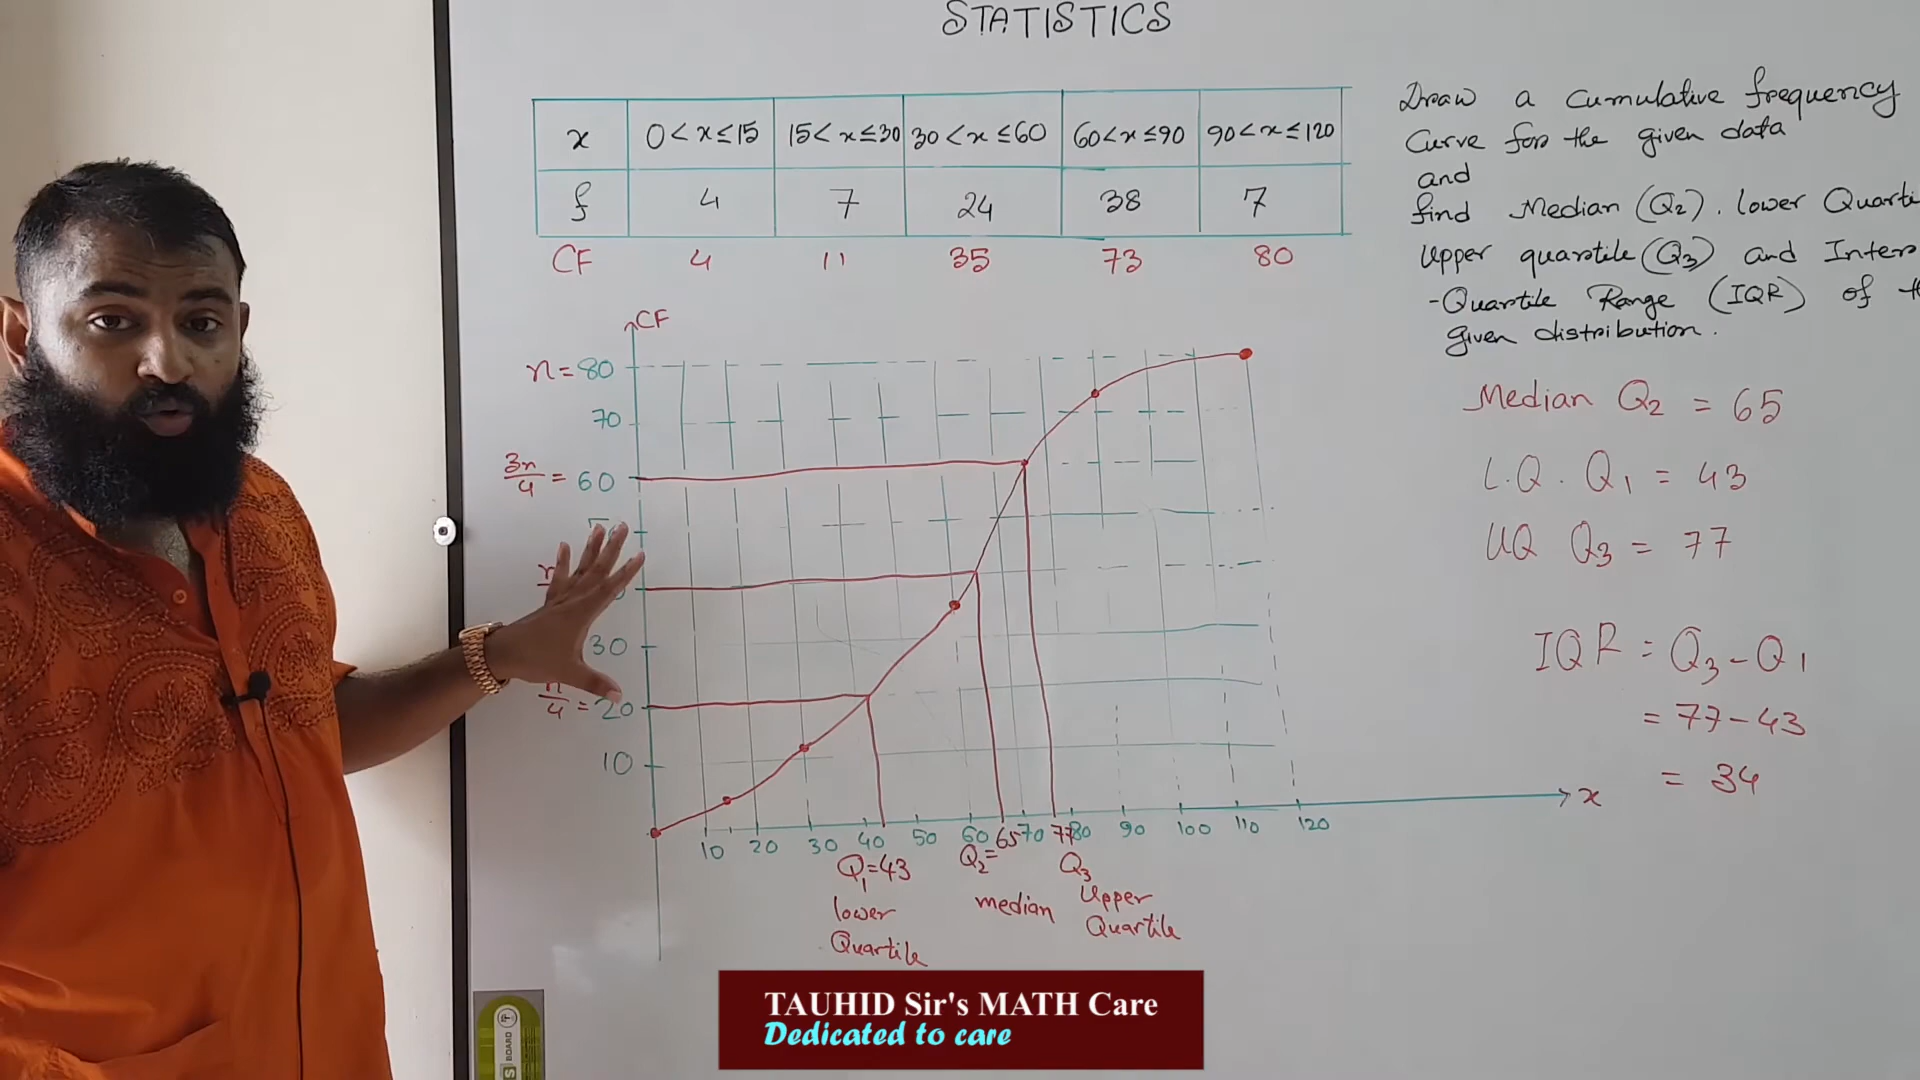 STATISTICS
x 0<x≤15 15<x≤30 30<x≤60 60<x≤90 90<x≤120
f 4 7 24 38 7
CF 4 11 35 73 80
Draw a cumulative frequency
Curve for the given data
and
find Median (Q₂). lower Quarti
Upper quartile (Q₃) and Inter
-Quartile Range (IQR) of
given distribution.
Median Q₂ = 65
L.Q. Q₁ = 43
UQ Q₃ = 77
IQR = Q₃-Q₁
= 77-43
= 34
CF
n=80
70
3n/4 = 60
30
n/4 = 20
10
10 20 30 40 50 60 65 70 77 80 90 100 110 120 x
Q₁=43 Q₂= Q₃
lower median Upper
Quartile Quartile
BOARD
TAUHID Sir's MATH Care
Dedicated to care